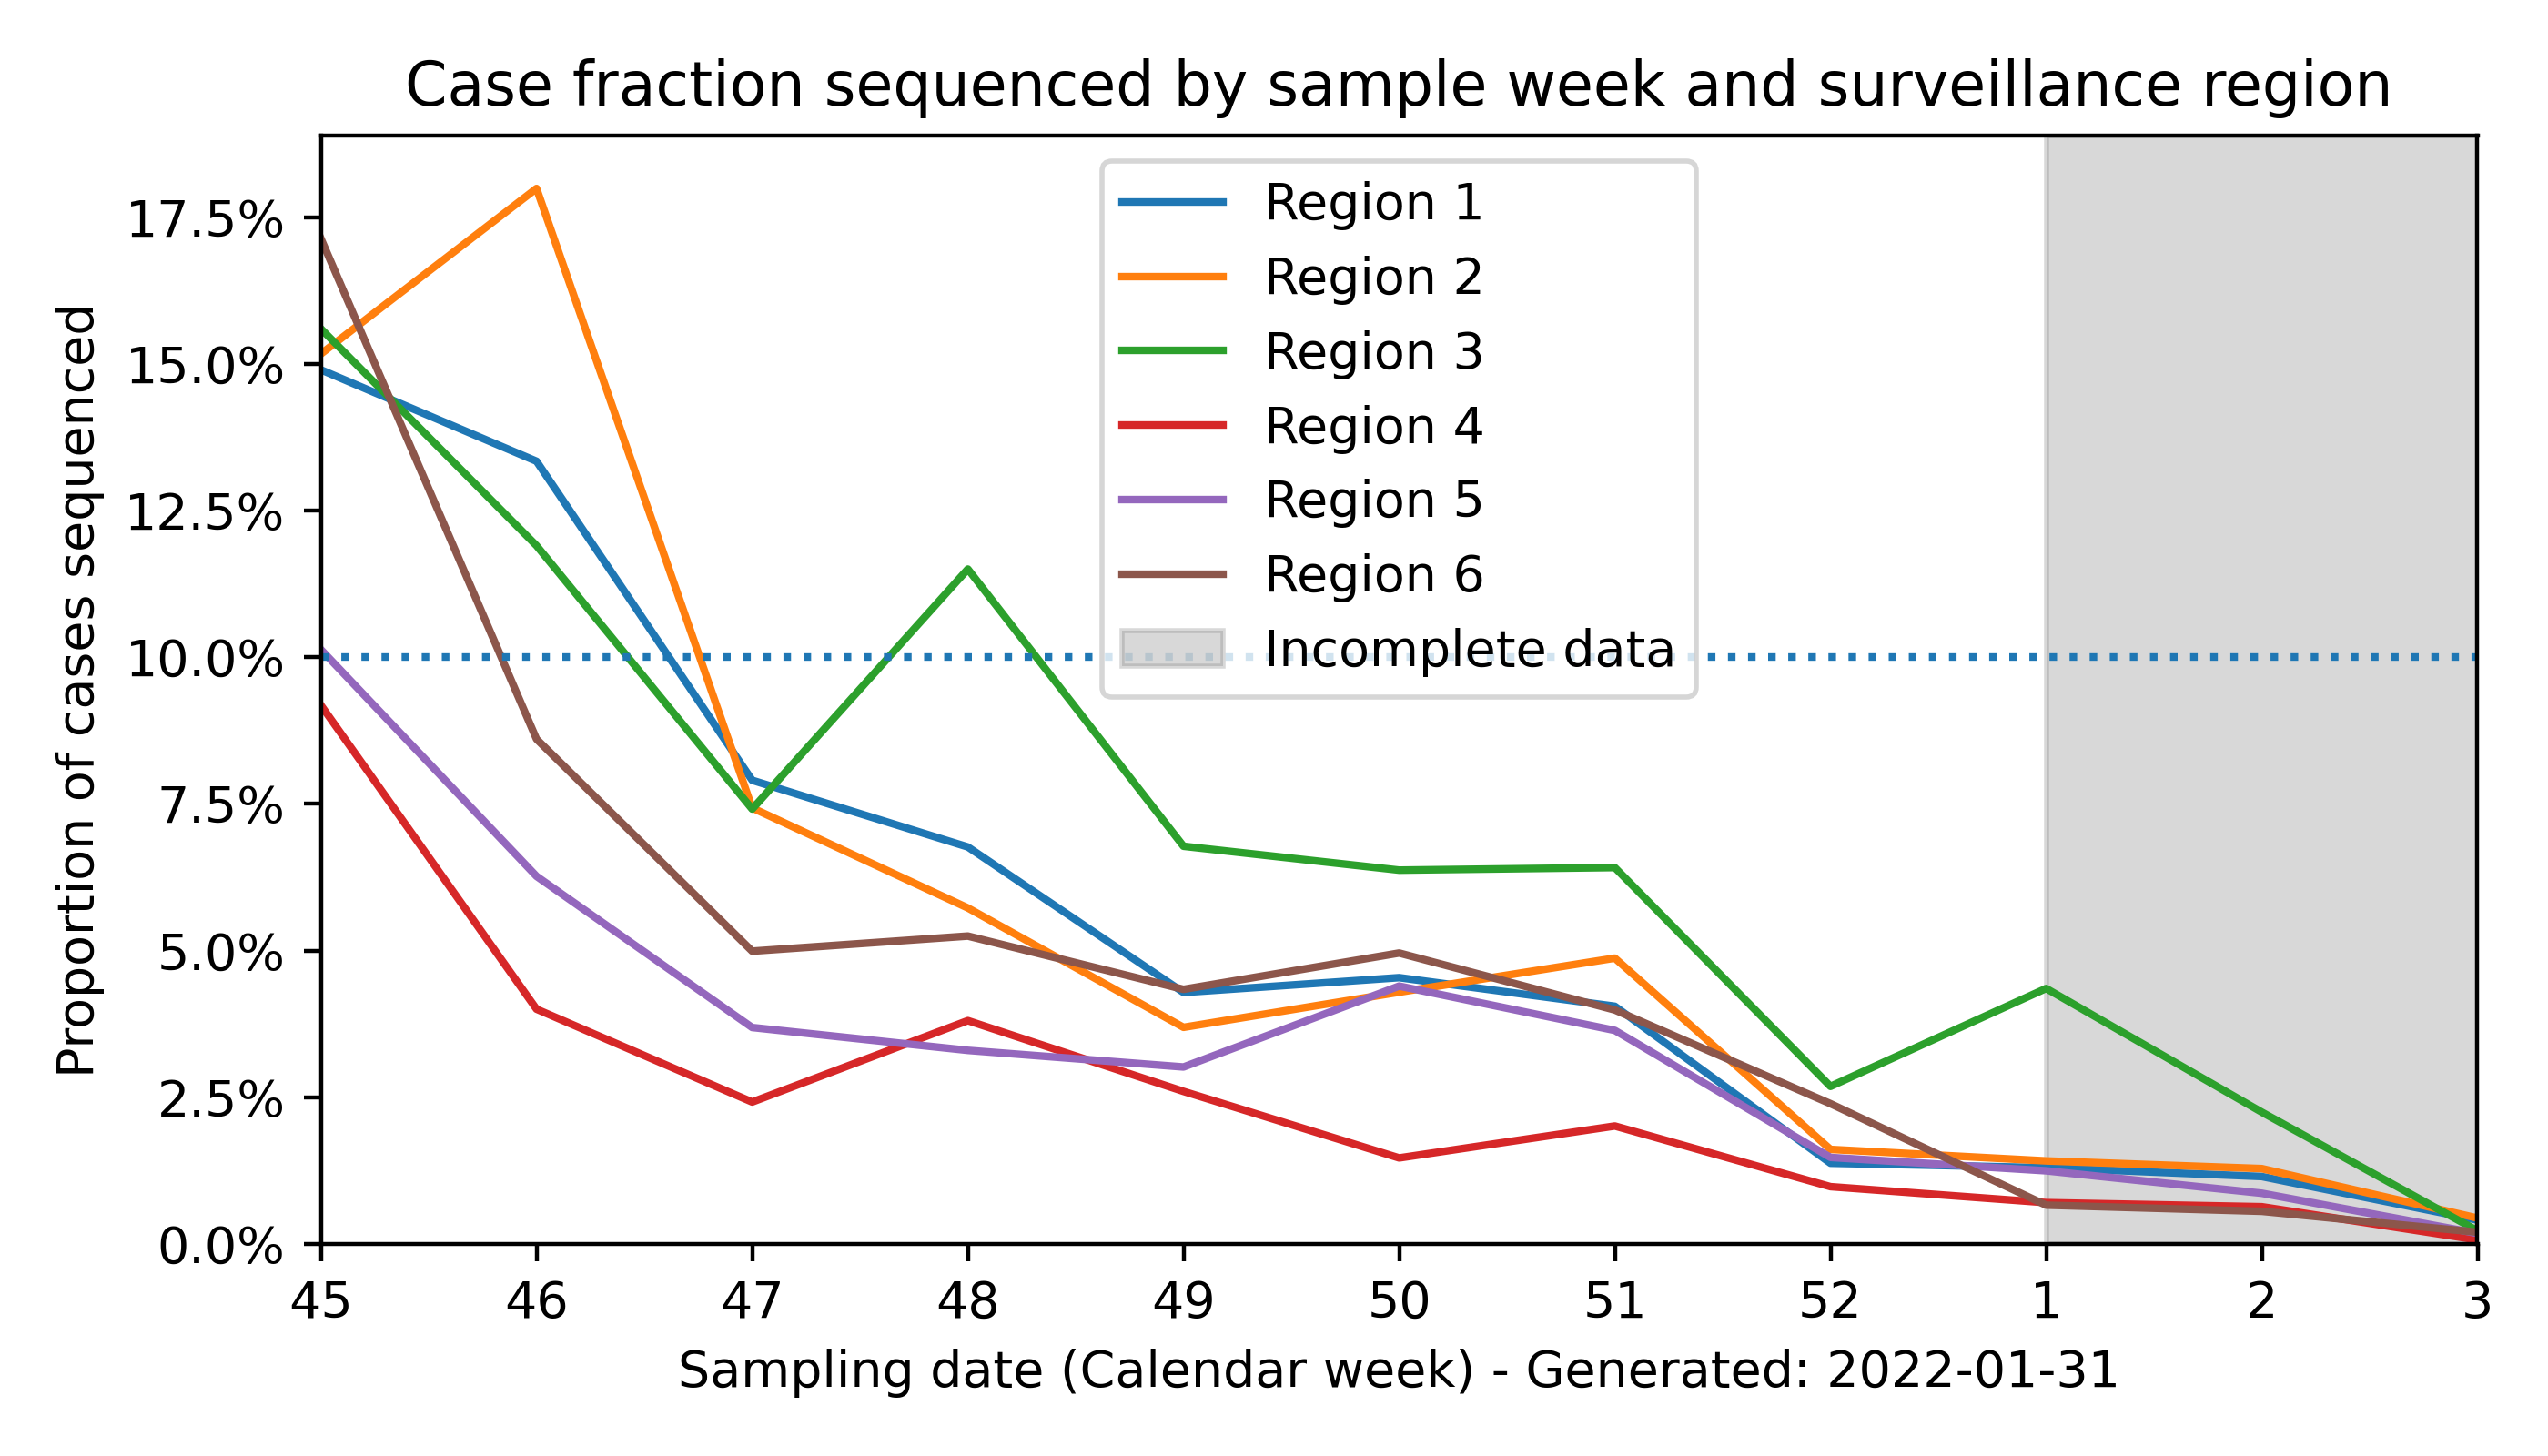 Case fraction sequenced by sample week and surveillance region
Proportion of cases sequenced
17.5%
15.0%
12.5%
10.0%
7.5%
5.0%
2.5%
0.0%
Region 1
Region 2
Region 3
Region 4
Region 5
Region 6
Incomplete data
45 46 47 48 49 50 51 52 1 2 3
Sampling date (Calendar week) - Generated: 2022-01-31